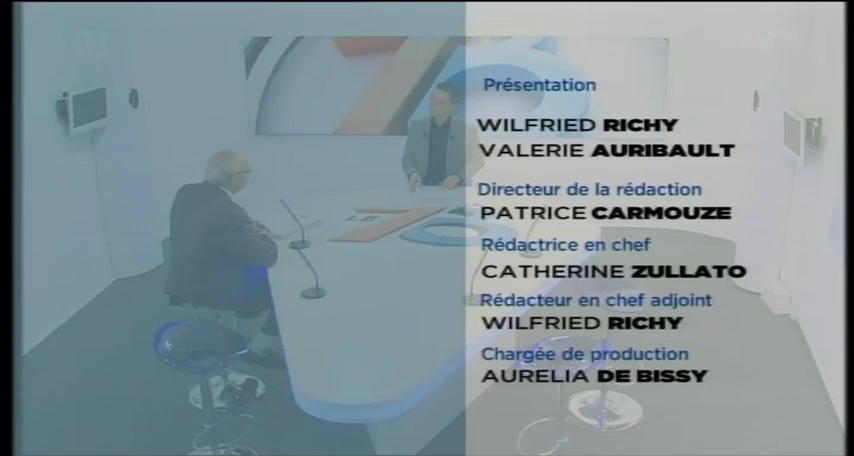 Présentation
WILFRIED RICHY
VALERIE AURIBAULT
Directeur de la rédaction
PATRICE CARMOUZE
Rédactrice en chef
CATHERINE ZULLATO
Rédacteur en chef adjoint
WILFRIED RICHY
Chargée de production
AURELIA DE BISSY
LE